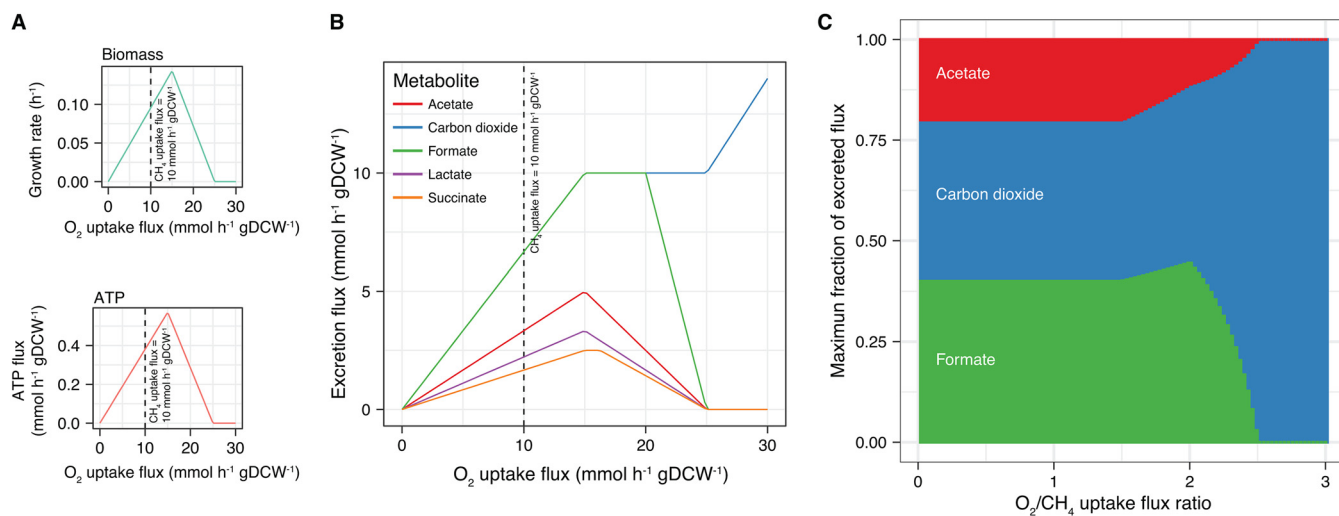 A
Biomass
Growth rate (h⁻¹)
0.10
0.05
0.00
CH₄ uptake flux =
10 mmol h⁻¹ gDCW⁻¹
0 10 20 30
O₂ uptake flux (mmol h⁻¹ gDCW⁻¹)
ATP
ATP flux
(mmol h⁻¹ gDCW⁻¹)
0.4
0.2
0.0
CH₄ uptake flux =
10 mmol h⁻¹ gDCW⁻¹
0 10 20 30
O₂ uptake flux (mmol h⁻¹ gDCW⁻¹)
B
Excretion flux (mmol h⁻¹ gDCW⁻¹)
10
5
0
Metabolite
Acetate
Carbon dioxide
Formate
Lactate
Succinate
CH₄ uptake flux = 10 mmol h⁻¹ gDCW⁻¹
0 10 20 30
O₂ uptake flux (mmol h⁻¹ gDCW⁻¹)
C
Maximun fraction of excreted flux
1.00
0.75
0.50
0.25
0.00
Acetate
Carbon dioxide
Formate
0 1 2 3
O₂/CH₄ uptake flux ratio